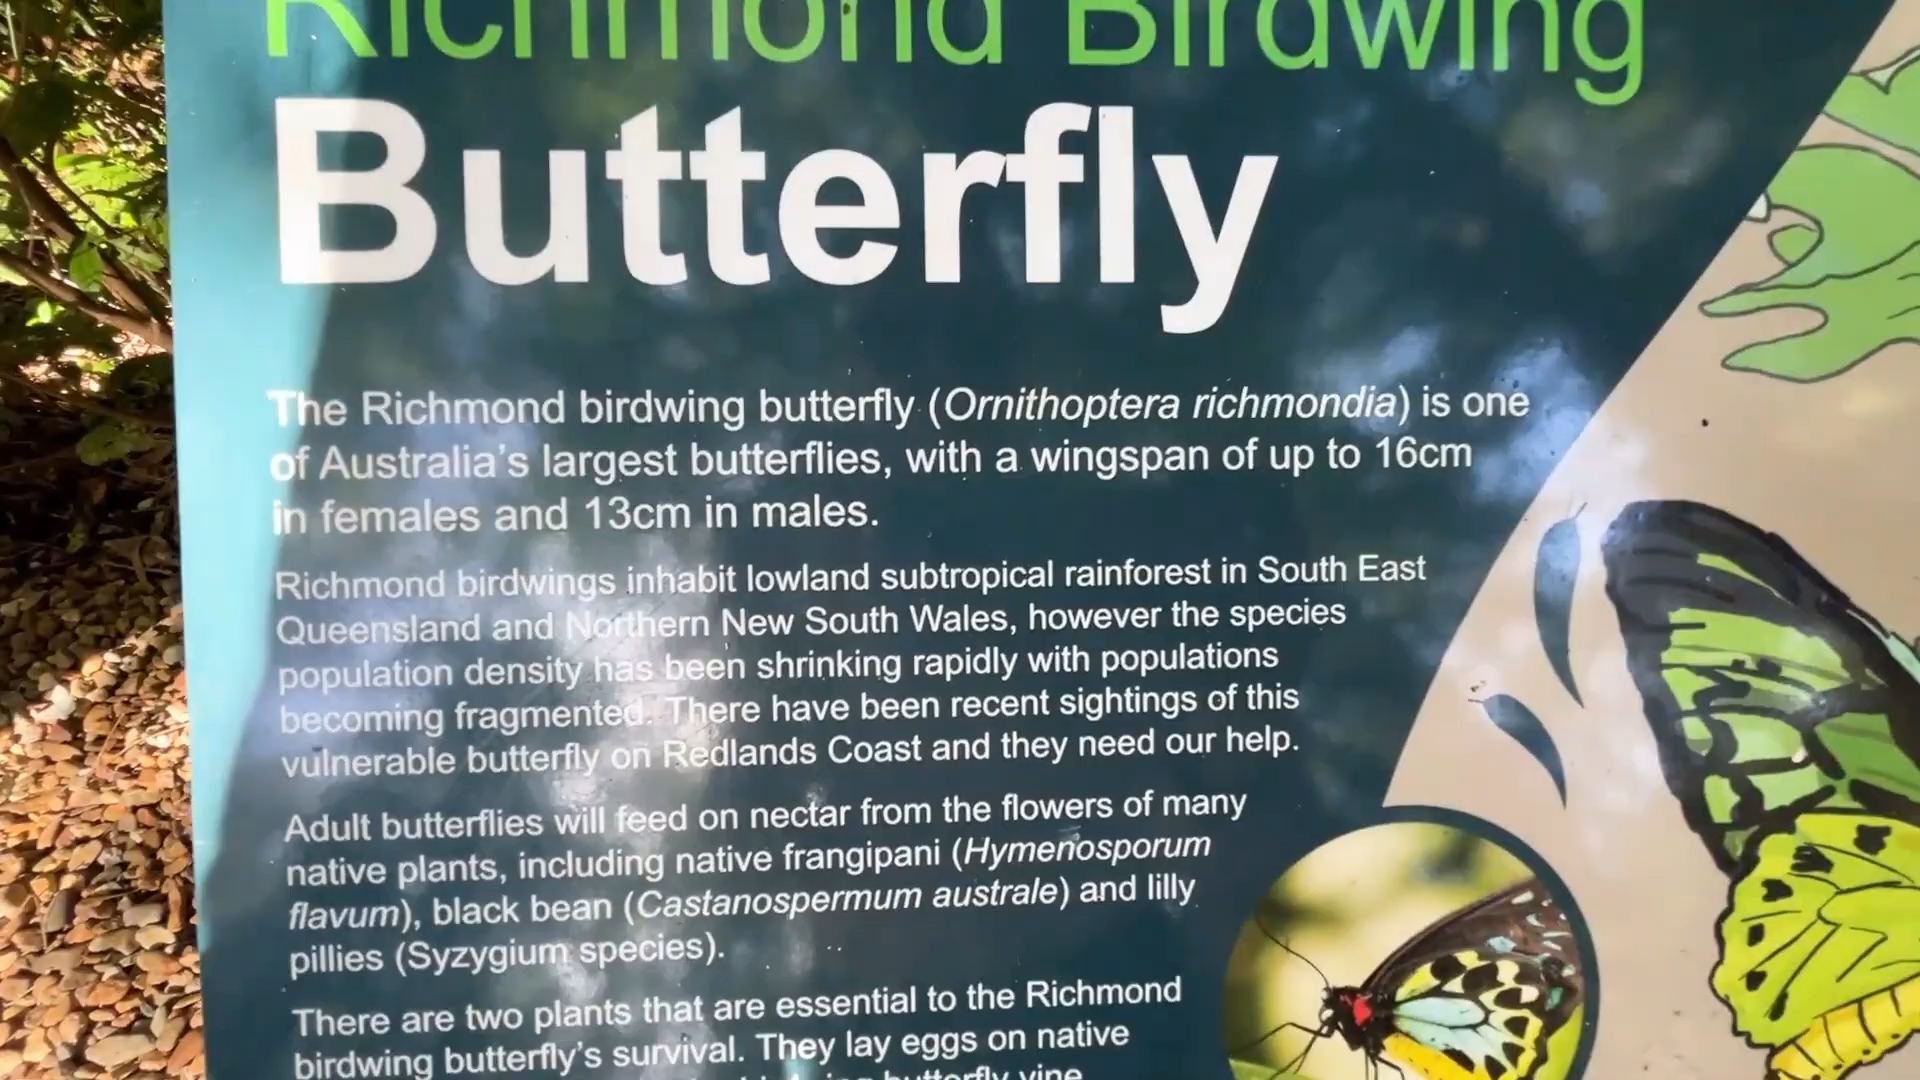 Richmond Birdwing
Butterfly
The Richmond birdwing butterfly (Ornithoptera richmondia) is one
of Australia's largest butterflies, with a wingspan of up to 16cm
in females and 13cm in males.
Richmond birdwings inhabit lowland subtropical rainforest in South East
Queensland and Northern New South Wales, however the species
population density has been shrinking rapidly with populations
becoming fragmented. There have been recent sightings of this
vulnerable butterfly on Redlands Coast and they need our help.
Adult butterflies will feed on nectar from the flowers of many
native plants, including native frangipani (Hymenosporum
flavum), black bean (Castanospermum australe) and lilly
pillies (Syzygium species).
There are two plants that are essential to the Richmond
birdwing butterfly's survival. They lay eggs on native
butterfly vine